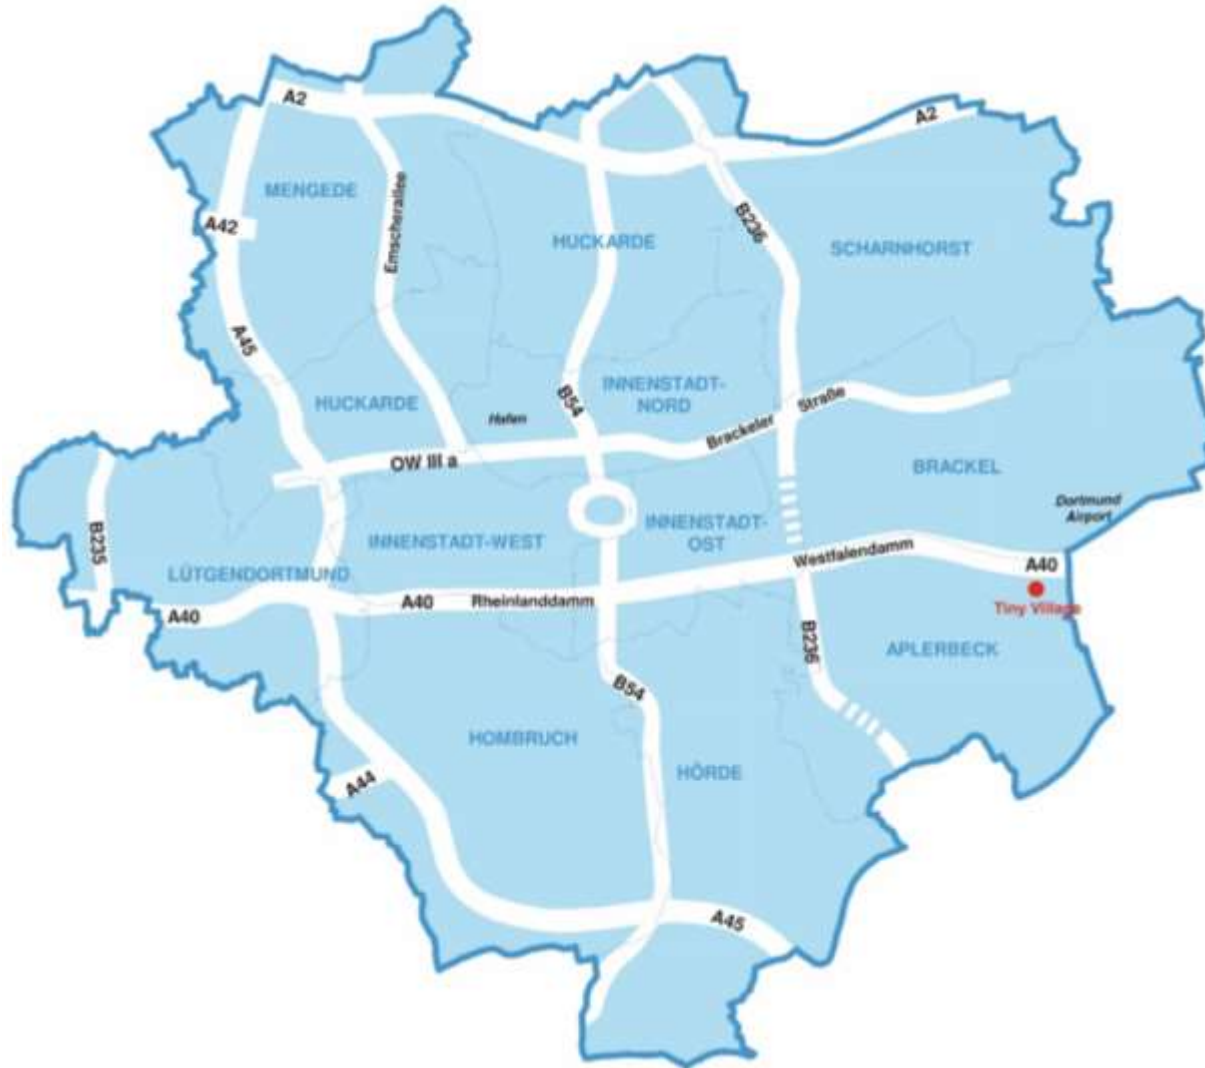 A2
A2
MENGEDE
A42
Emscherallee
HUCKARDE
B236
SCHARNHORST
A45
HUCKARDE
Hafen
B54
INNENSTADT-
NORD
Brackeler Straße
OW III a
BRACKEL
Dortmund
Airport
B235
INNENSTADT-WEST
INNENSTADT-
OST
Westfalendamm
A40
LÜTGENDORTMUND
A40
A40
Rheinlanddamm
Tiny Village
B236
APLERBECK
B54
HOMBRUCH
HÖRDE
A44
A45